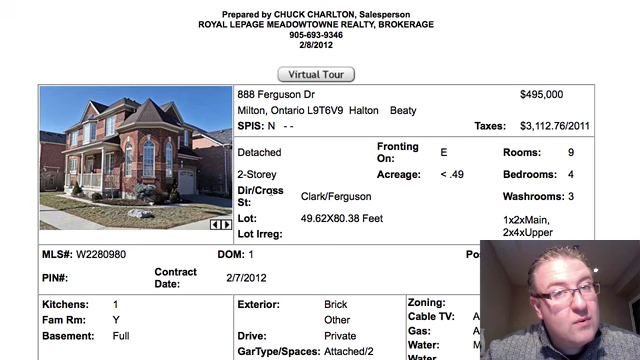 Prepared by CHUCK CHARLTON, Salesperson
ROYAL LEPAGE MEADOWTOWNE REALTY, BROKERAGE
905-693-9346
2/8/2012
Virtual Tour
888 Ferguson Dr $495,000
Milton, Ontario L9T6V9 Halton Beaty
SPIS: N - - Taxes: $3,112.76/2011
Detached Fronting On: E Rooms: 9
2-Storey Acreage: < .49 Bedrooms: 4
Dir/Cross St: Clark/Ferguson Washrooms: 3
Lot: 49.62X80.38 Feet 1x2xMain,
Lot Irreg: 2x4xUpper
MLS#: W2280980 DOM: 1
PIN#: Contract Date: 2/7/2012
Kitchens: 1 Exterior: Brick Zoning:
Fam Rm: Y Other Cable TV:
Basement: Full Drive: Private Gas:
GarType/Spaces: Attached/2 Water:
Water